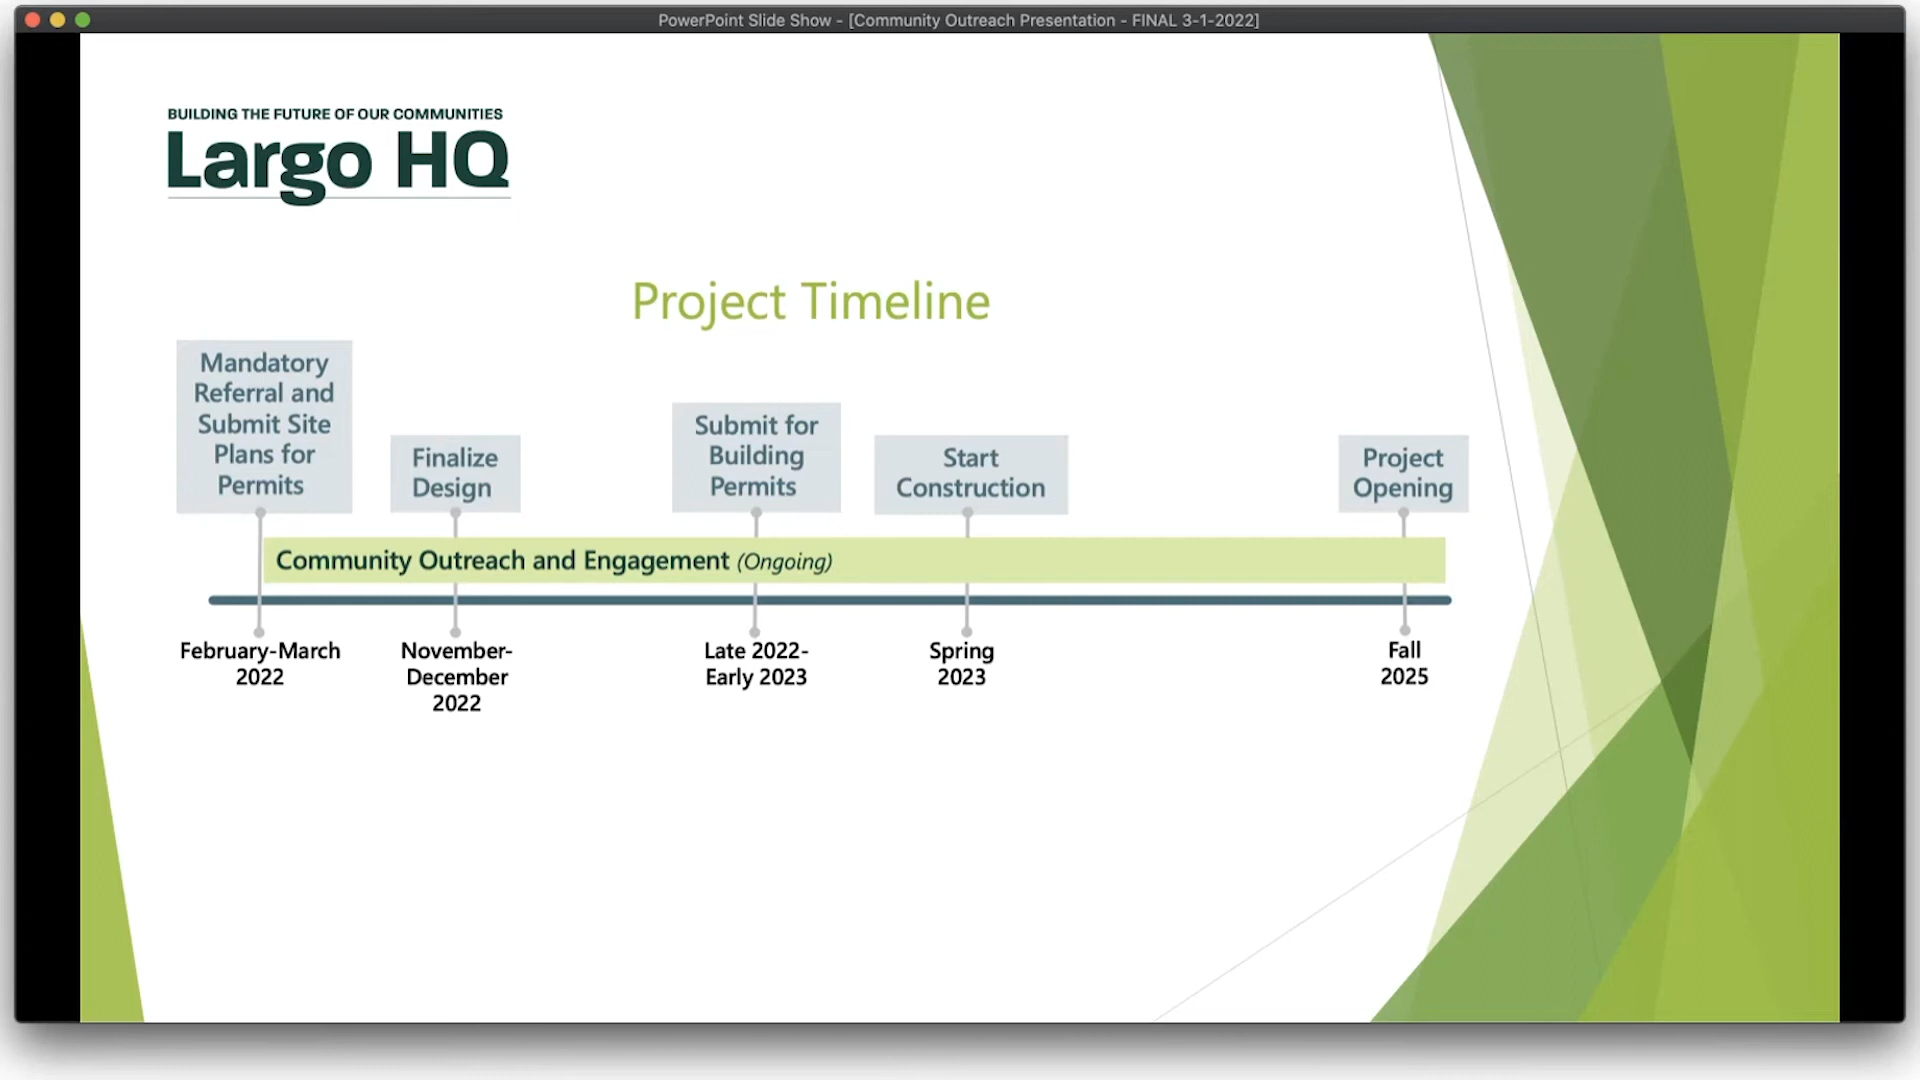 PowerPoint Slide Show - [Community Outreach Presentation - FINAL 3-1-2022]
BUILDING THE FUTURE OF OUR COMMUNITIES
Largo HQ
Project Timeline
Mandatory
Referral and
Submit Site
Plans for
Permits
Finalize
Design
Submit for
Building
Permits
Start
Construction
Project
Opening
Community Outreach and Engagement (Ongoing)
February-March
2022
November-
December
2022
Late 2022-
Early 2023
Spring
2023
Fall
2025